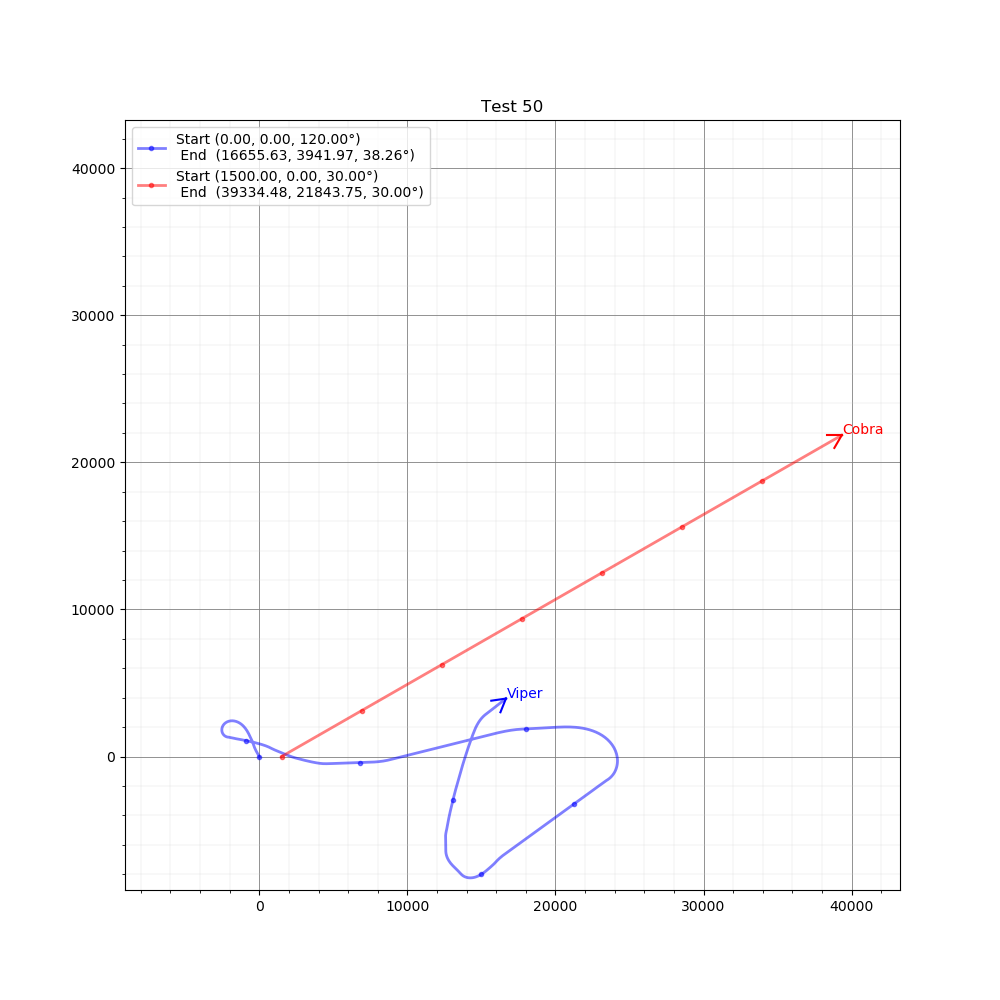 Test 50
Start (0.00, 0.00, 120.00°)
End (16655.63, 3941.97, 38.26°)
Start (1500.00, 0.00, 30.00°)
End (39334.48, 21843.75, 30.00°)
40000
30000
20000
10000
0
Cobra
Viper
0 10000 20000 30000 40000